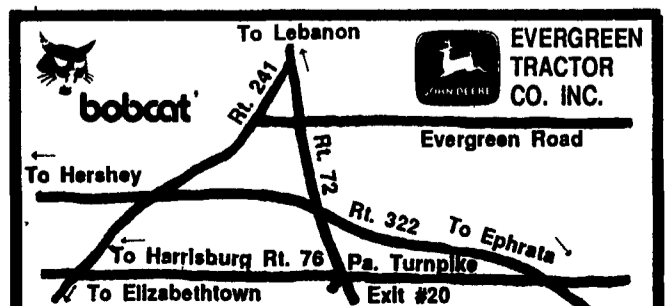 To Lebanon
bobcat
JOHN DEERE
EVERGREEN
TRACTOR
CO. INC.
Rt. 241
Evergreen Road
Rt. 72
To Hershey
Rt. 322
To Ephrata
To Harrisburg Rt. 76
Pa. Turnpike
To Elizabethtown
Exit #20